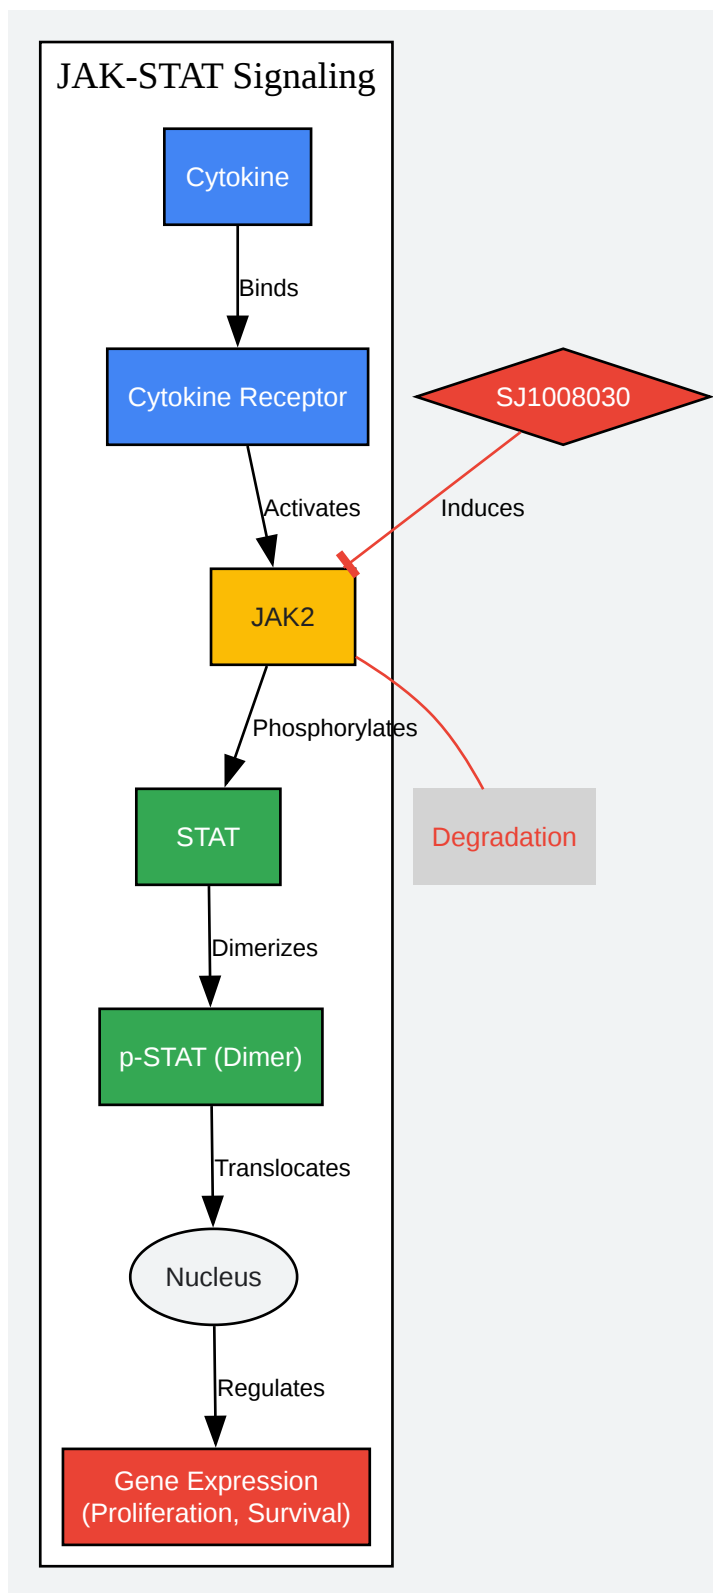 JAK-STAT Signaling
Cytokine
Binds
Cytokine Receptor
SJ1008030
Activates
Induces
JAK2
Phosphorylates
STAT
Degradation
Dimerizes
p-STAT (Dimer)
Translocates
Nucleus
Regulates
Gene Expression
(Proliferation, Survival)